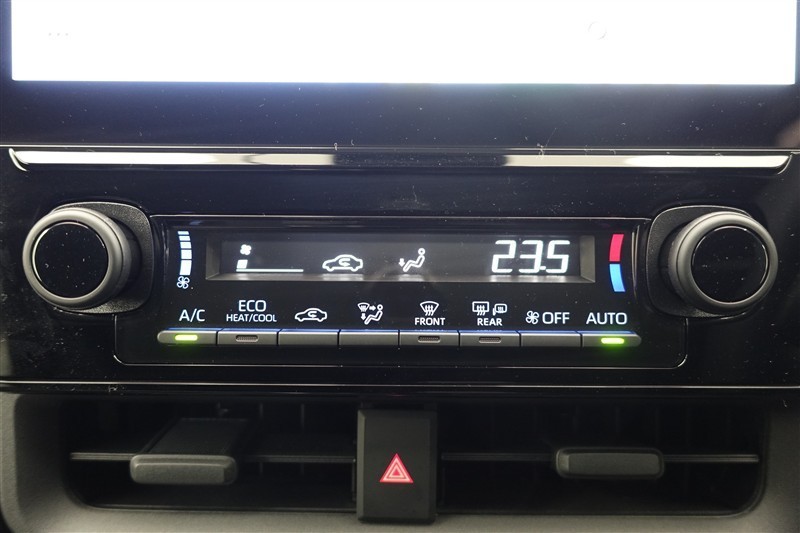 23.5
A/C
ECO
HEAT/COOL
FRONT
REAR
OFF
AUTO